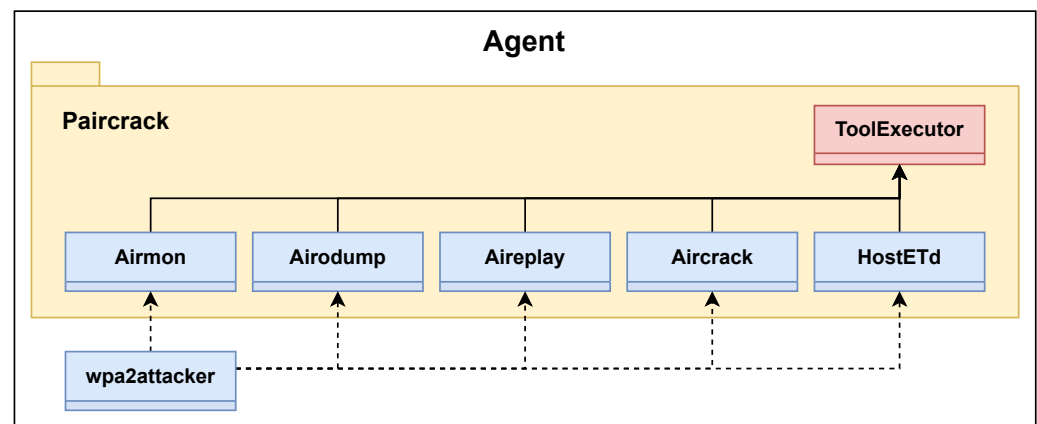 Agent
Paircrack
ToolExecutor
Airmon
Airodump
Aireplay
Aircrack
HostETd
wpa2attacker